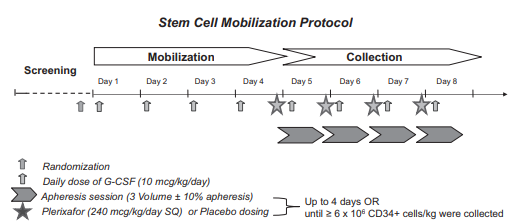 Stem Cell Mobilization Protocol
Mobilization Collection
Screening
Day 1 Day 2 Day 3 Day 4 Day 5 Day 6 Day 7 Day 8
Randomization
Daily dose of G-CSF (10 mcg/kg/day)
Apheresis session (3 Volume ± 10% apheresis)
Plerixafor (240 mcg/kg/day SQ) or Placebo dosing
Up to 4 days OR
until ≥ 6 x 10⁶ CD34+ cells/kg were collected